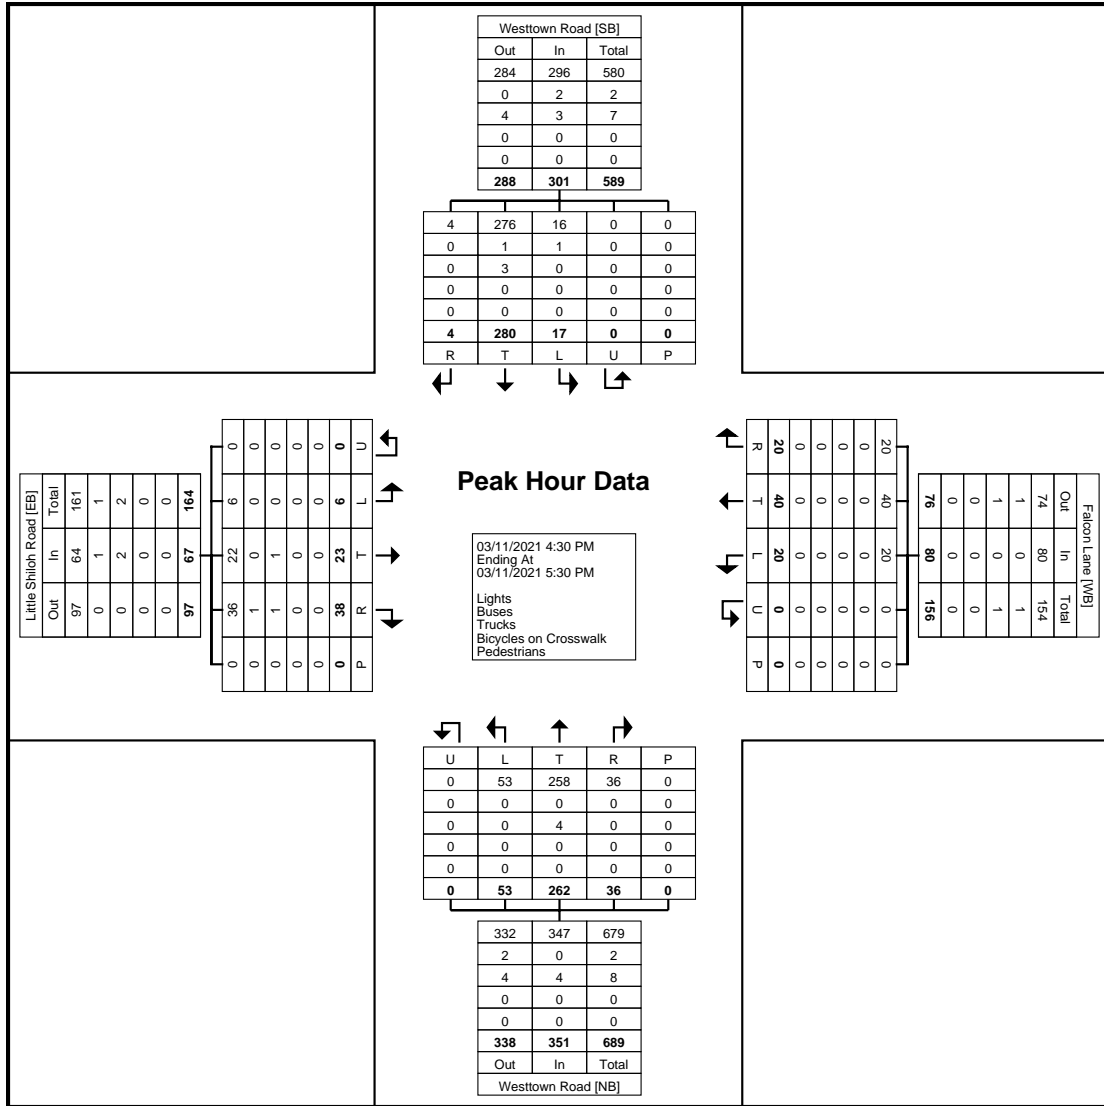 Westtown Road [SB]
Out In Total
284 296 580
0 2 2
4 3 7
0 0 0
0 0 0
288 301 589
4 276 16 0 0
0 1 1 0 0
0 3 0 0 0
0 0 0 0 0
0 0 0 0 0
4 280 17 0 0
R T L U P
Little Shiloh Road [EB]
Out In Total
97 64 161
0 1 1
0 2 2
0 0 0
0 0 0
97 67 164
0 36 22 6 0
0 1 0 0 0
0 1 1 0 0
0 0 0 0 0
0 0 0 0 0
0 38 23 6 0
P R T L U
Peak Hour Data
03/11/2021 4:30 PM
Ending At
03/11/2021 5:30 PM
Lights
Buses
Trucks
Bicycles on Crosswalk
Pedestrians
Falcon Lane [WB]
Out In Total
74 80 154
1 0 1
1 0 1
0 0 0
0 0 0
76 80 156
20 40 20 0 0
0 0 0 0 0
0 0 0 0 0
0 0 0 0 0
0 0 0 0 0
20 40 20 0 0
R T L U P
U L T R P
0 53 258 36 0
0 0 0 0 0
0 0 4 0 0
0 0 0 0 0
0 0 0 0 0
0 53 262 36 0
332 347 679
2 0 2
4 4 8
0 0 0
0 0 0
338 351 689
Out In Total
Westtown Road [NB]